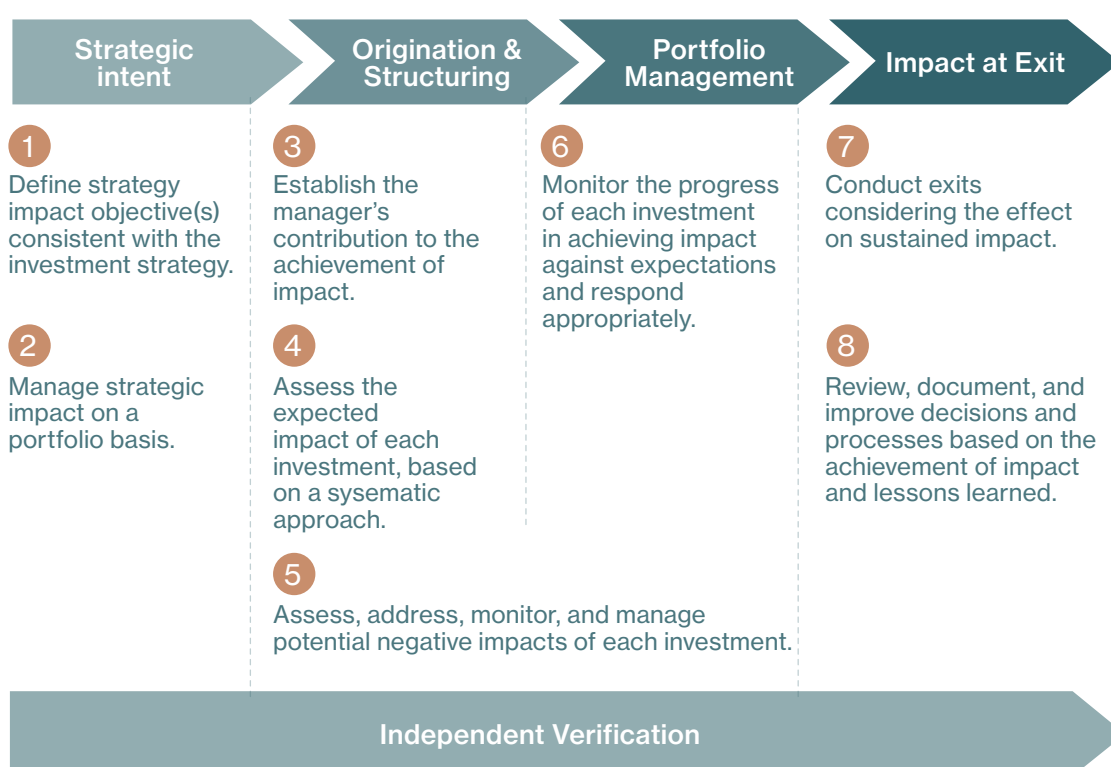 Strategic
intent
Origination &
Structuring
Portfolio
Management
Impact at Exit
1
Define strategy
impact objective(s)
consistent with the
investment strategy.
2
Manage strategic
impact on a
portfolio basis.
3
Establish the
manager’s
contribution to the
achievement of
impact.
4
Assess the
expected
impact of each
investment, based
on a sysematic
approach.
5
Assess, address, monitor, and manage
potential negative impacts of each investment.
6
Monitor the progress
of each investment
in achieving impact
against expectations
and respond
appropriately.
7
Conduct exits
considering the effect
on sustained impact.
8
Review, document, and
improve decisions and
processes based on the
achievement of impact
and lessons learned.
Independent Verification